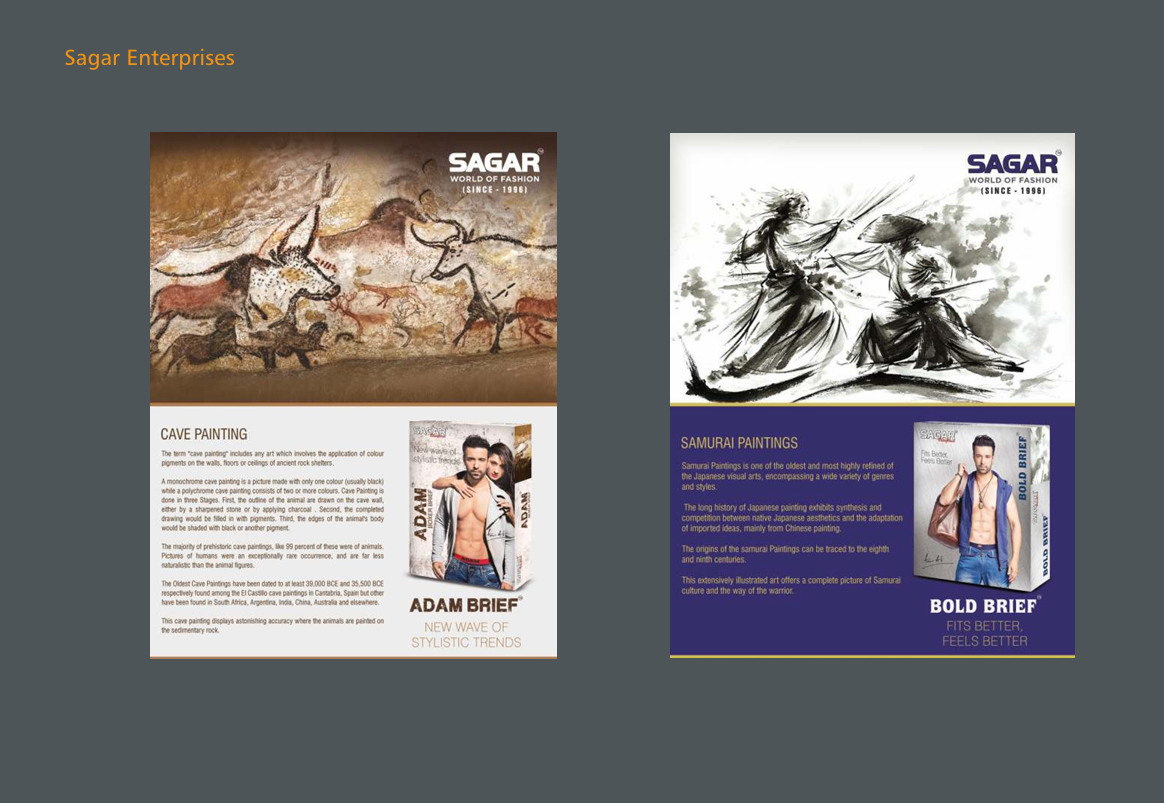 Sagar Enterprises
SAGAR
WORLD OF FASHION
(SINCE - 1996)
CAVE PAINTING
The term "cave painting" includes any art which involves the application of colour
pigments on the walls, floors or ceilings of ancient rock shelters.
A monochrome cave painting is a picture made with only one colour (usually black)
while a polychrome cave painting consists of two or more colours. Cave Painting is
done in three Stages. First, the outline of the animal are drawn on the cave wall,
either by a sharpened stone or by applying charcoal . Second, the completed
drawing would be filled in with pigments. Third, the edges of the animal's body
would be shaded with black or another pigment.
The majority of prehistoric cave paintings, like 99 percent of these were of animals.
Pictures of humans were an exceptionally rare occurrence, and are far less
naturalistic than the animal figures.
The Oldest Cave Paintings have been dated to at least 39,000 BCE and 35,500 BCE
respectively found among the El Castillo cave paintings in Cantabria, Spain but other
have been found in South Africa, Argentina, India, China, Australia and elsewhere.
This cave painting displays astonishing accuracy where the animals are painted on
the sedimentary rock.
SAGAR
New wave of
stylistic trends
ADAM
BOXER BRIEF
ADAM
ADAM BRIEF™
NEW WAVE OF
STYLISTIC TRENDS
SAGAR
WORLD OF FASHION
(SINCE - 1996)
SAMURAI PAINTINGS
Samurai Paintings is one of the oldest and most highly refined of
the Japanese visual arts, encompassing a wide variety of genres
and styles.
The long history of Japanese painting exhibits synthesis and
competition between native Japanese aesthetics and the adaptation
of imported ideas, mainly from Chinese painting.
The origins of the samurai Paintings can be traced to the eighth
and ninth centuries.
This extensively illustrated art offers a complete picture of Samurai
culture and the way of the warrior.
SAGAR
Fits Better,
Feels Better
BOLD BRIEF
BOLD BRIEF
BOLD BRIEF™
FITS BETTER,
FEELS BETTER